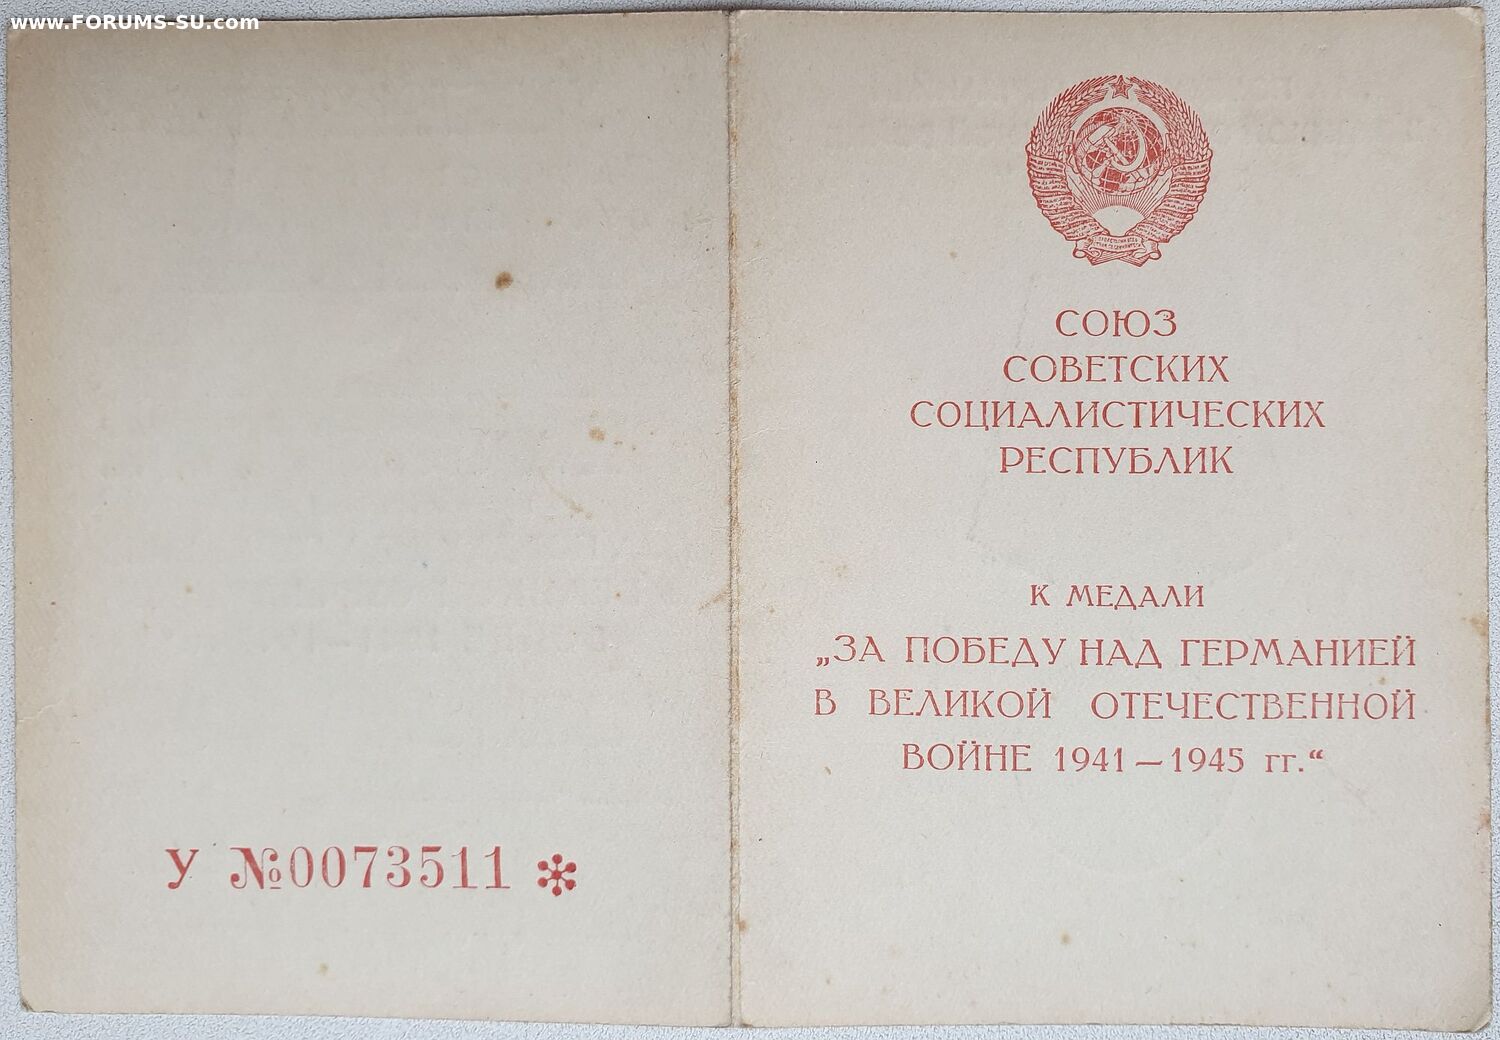 www.FORUMS-SU.com
У №0073511 *
СОЮЗ
СОВЕТСКИХ
СОЦИАЛИСТИЧЕСКИХ
РЕСПУБЛИК
К МЕДАЛИ
„ЗА ПОБЕДУ НАД ГЕРМАНИЕЙ
В ВЕЛИКОЙ ОТЕЧЕСТВЕННОЙ
ВОЙНЕ 1941—1945 гг.“